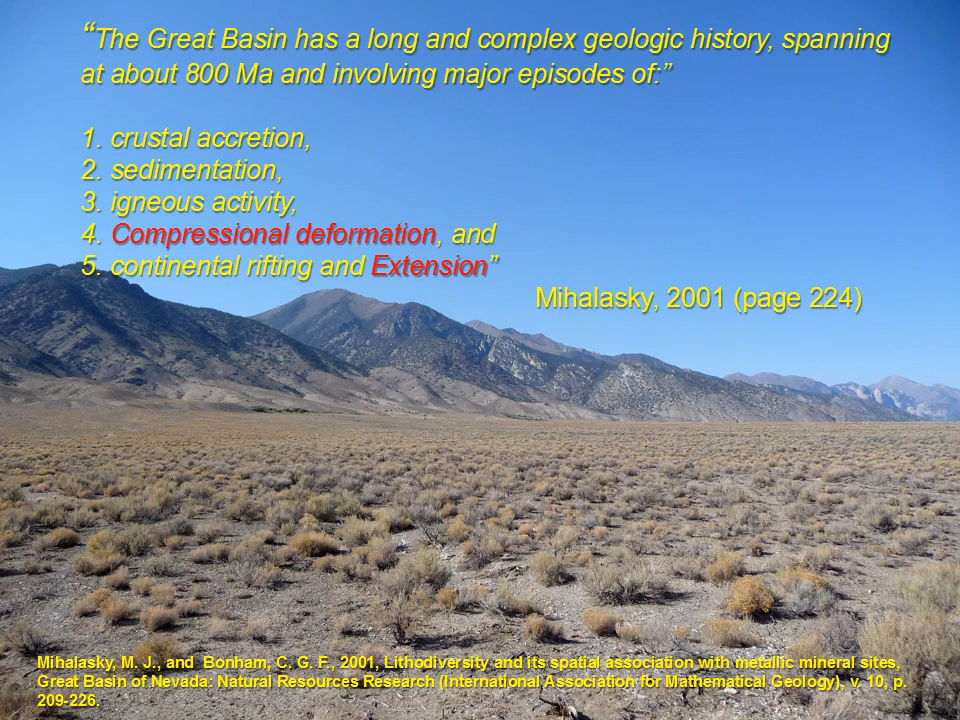 “The Great Basin has a long and complex geologic history, spanning
at about 800 Ma and involving major episodes of:”
1. crustal accretion,
2. sedimentation,
3. igneous activity,
4. Compressional deformation, and
5. continental rifting and Extension”
Mihalasky, 2001 (page 224)
Mihalasky, M. J., and Bonham, C. G. F., 2001, Lithodiversity and its spatial association with metallic mineral sites,
Great Basin of Nevada: Natural Resources Research (International Association for Mathematical Geology), v. 10, p.
209-226.